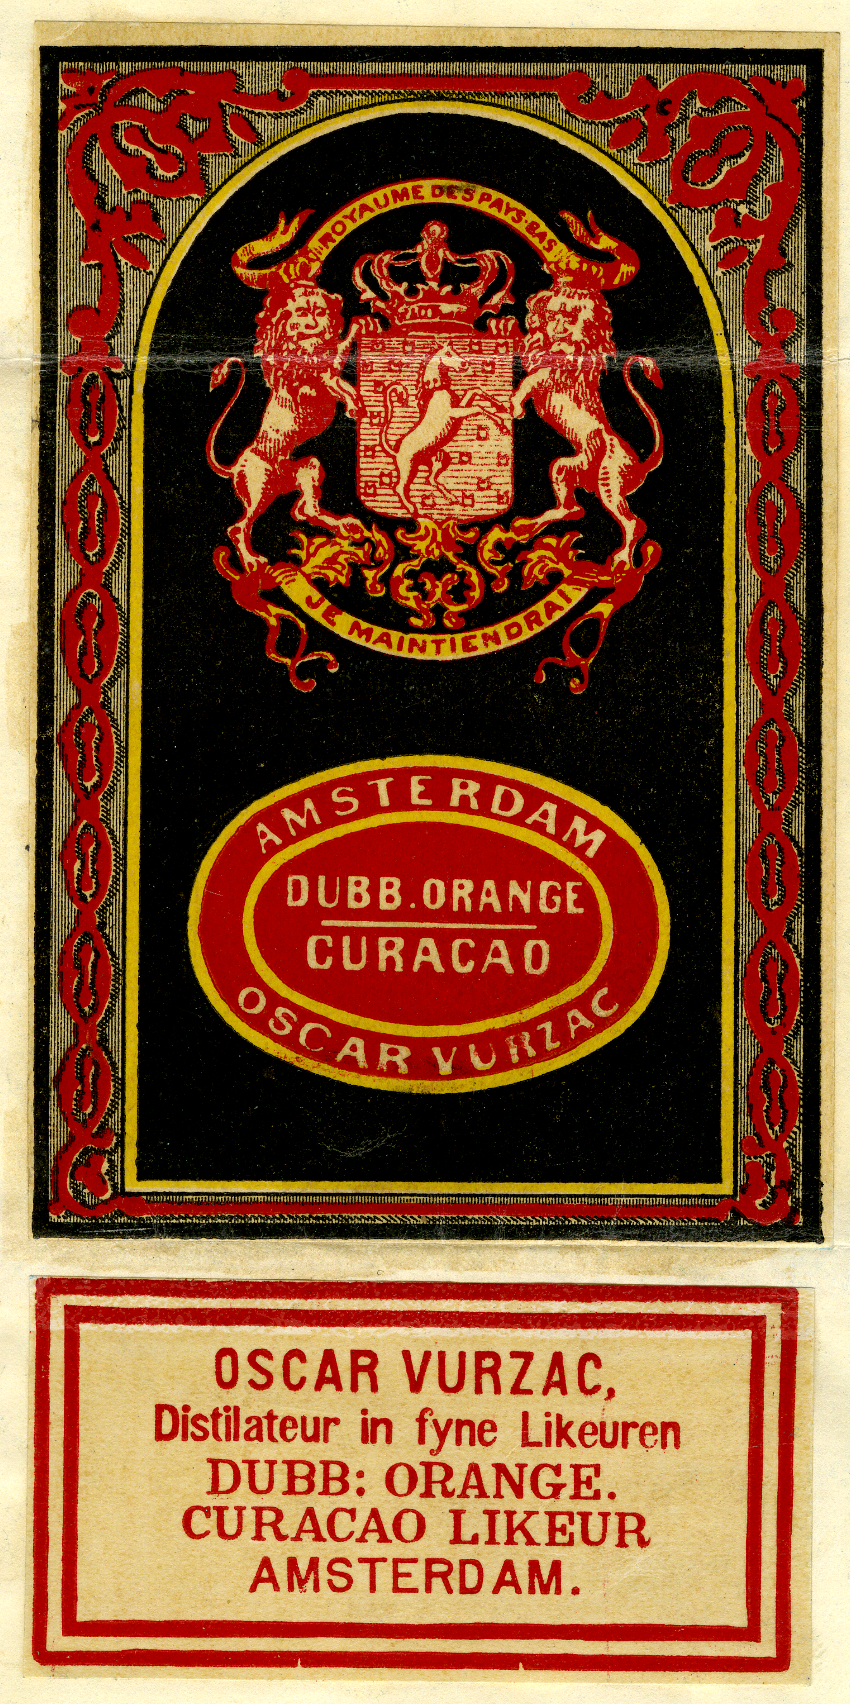 ROYAUME DES PAYS-BAS
JE MAINTIENDRAI
AMSTERDAM
DUBB. ORANGE
CURACAO
OSCAR VURZAC
OSCAR VURZAC,
Distilateur in fyne Likeuren
DUBB: ORANGE.
CURACAO LIKEUR
AMSTERDAM.